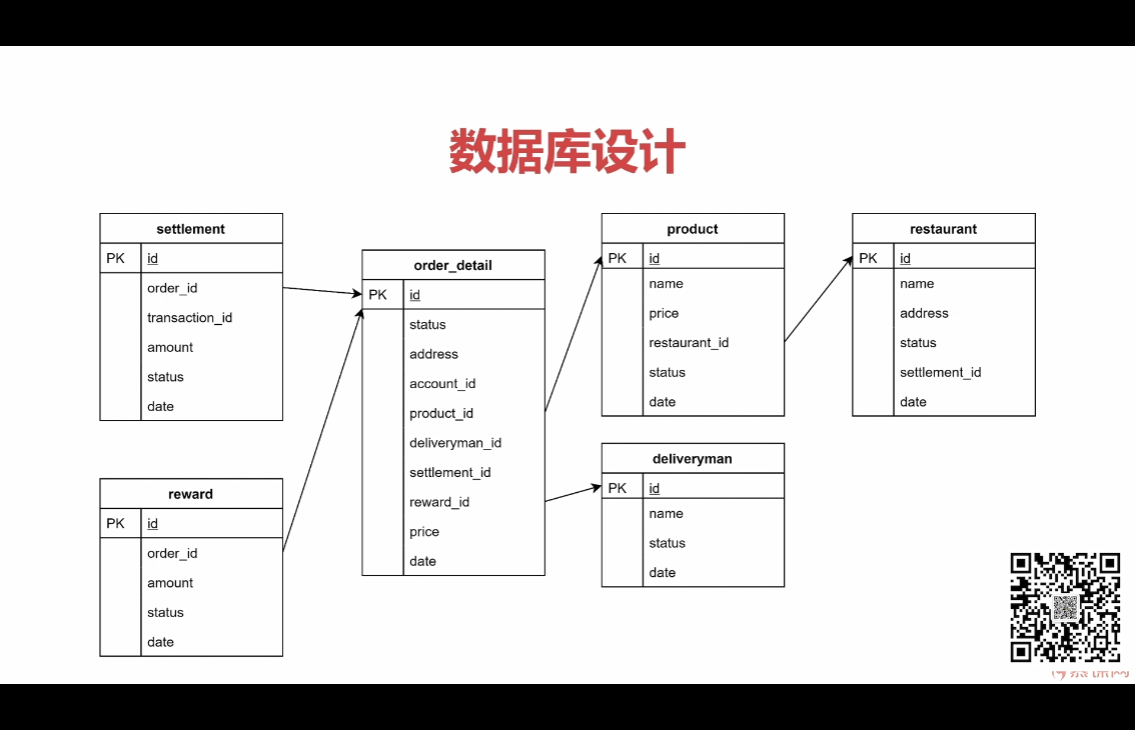 数据库设计
settlement
PK id
order_id
transaction_id
amount
status
date
reward
PK id
order_id
amount
status
date
order_detail
PK id
status
address
account_id
product_id
deliveryman_id
settlement_id
reward_id
price
date
product
PK id
name
price
restaurant_id
status
date
deliveryman
PK id
name
status
date
restaurant
PK id
name
address
status
settlement_id
date